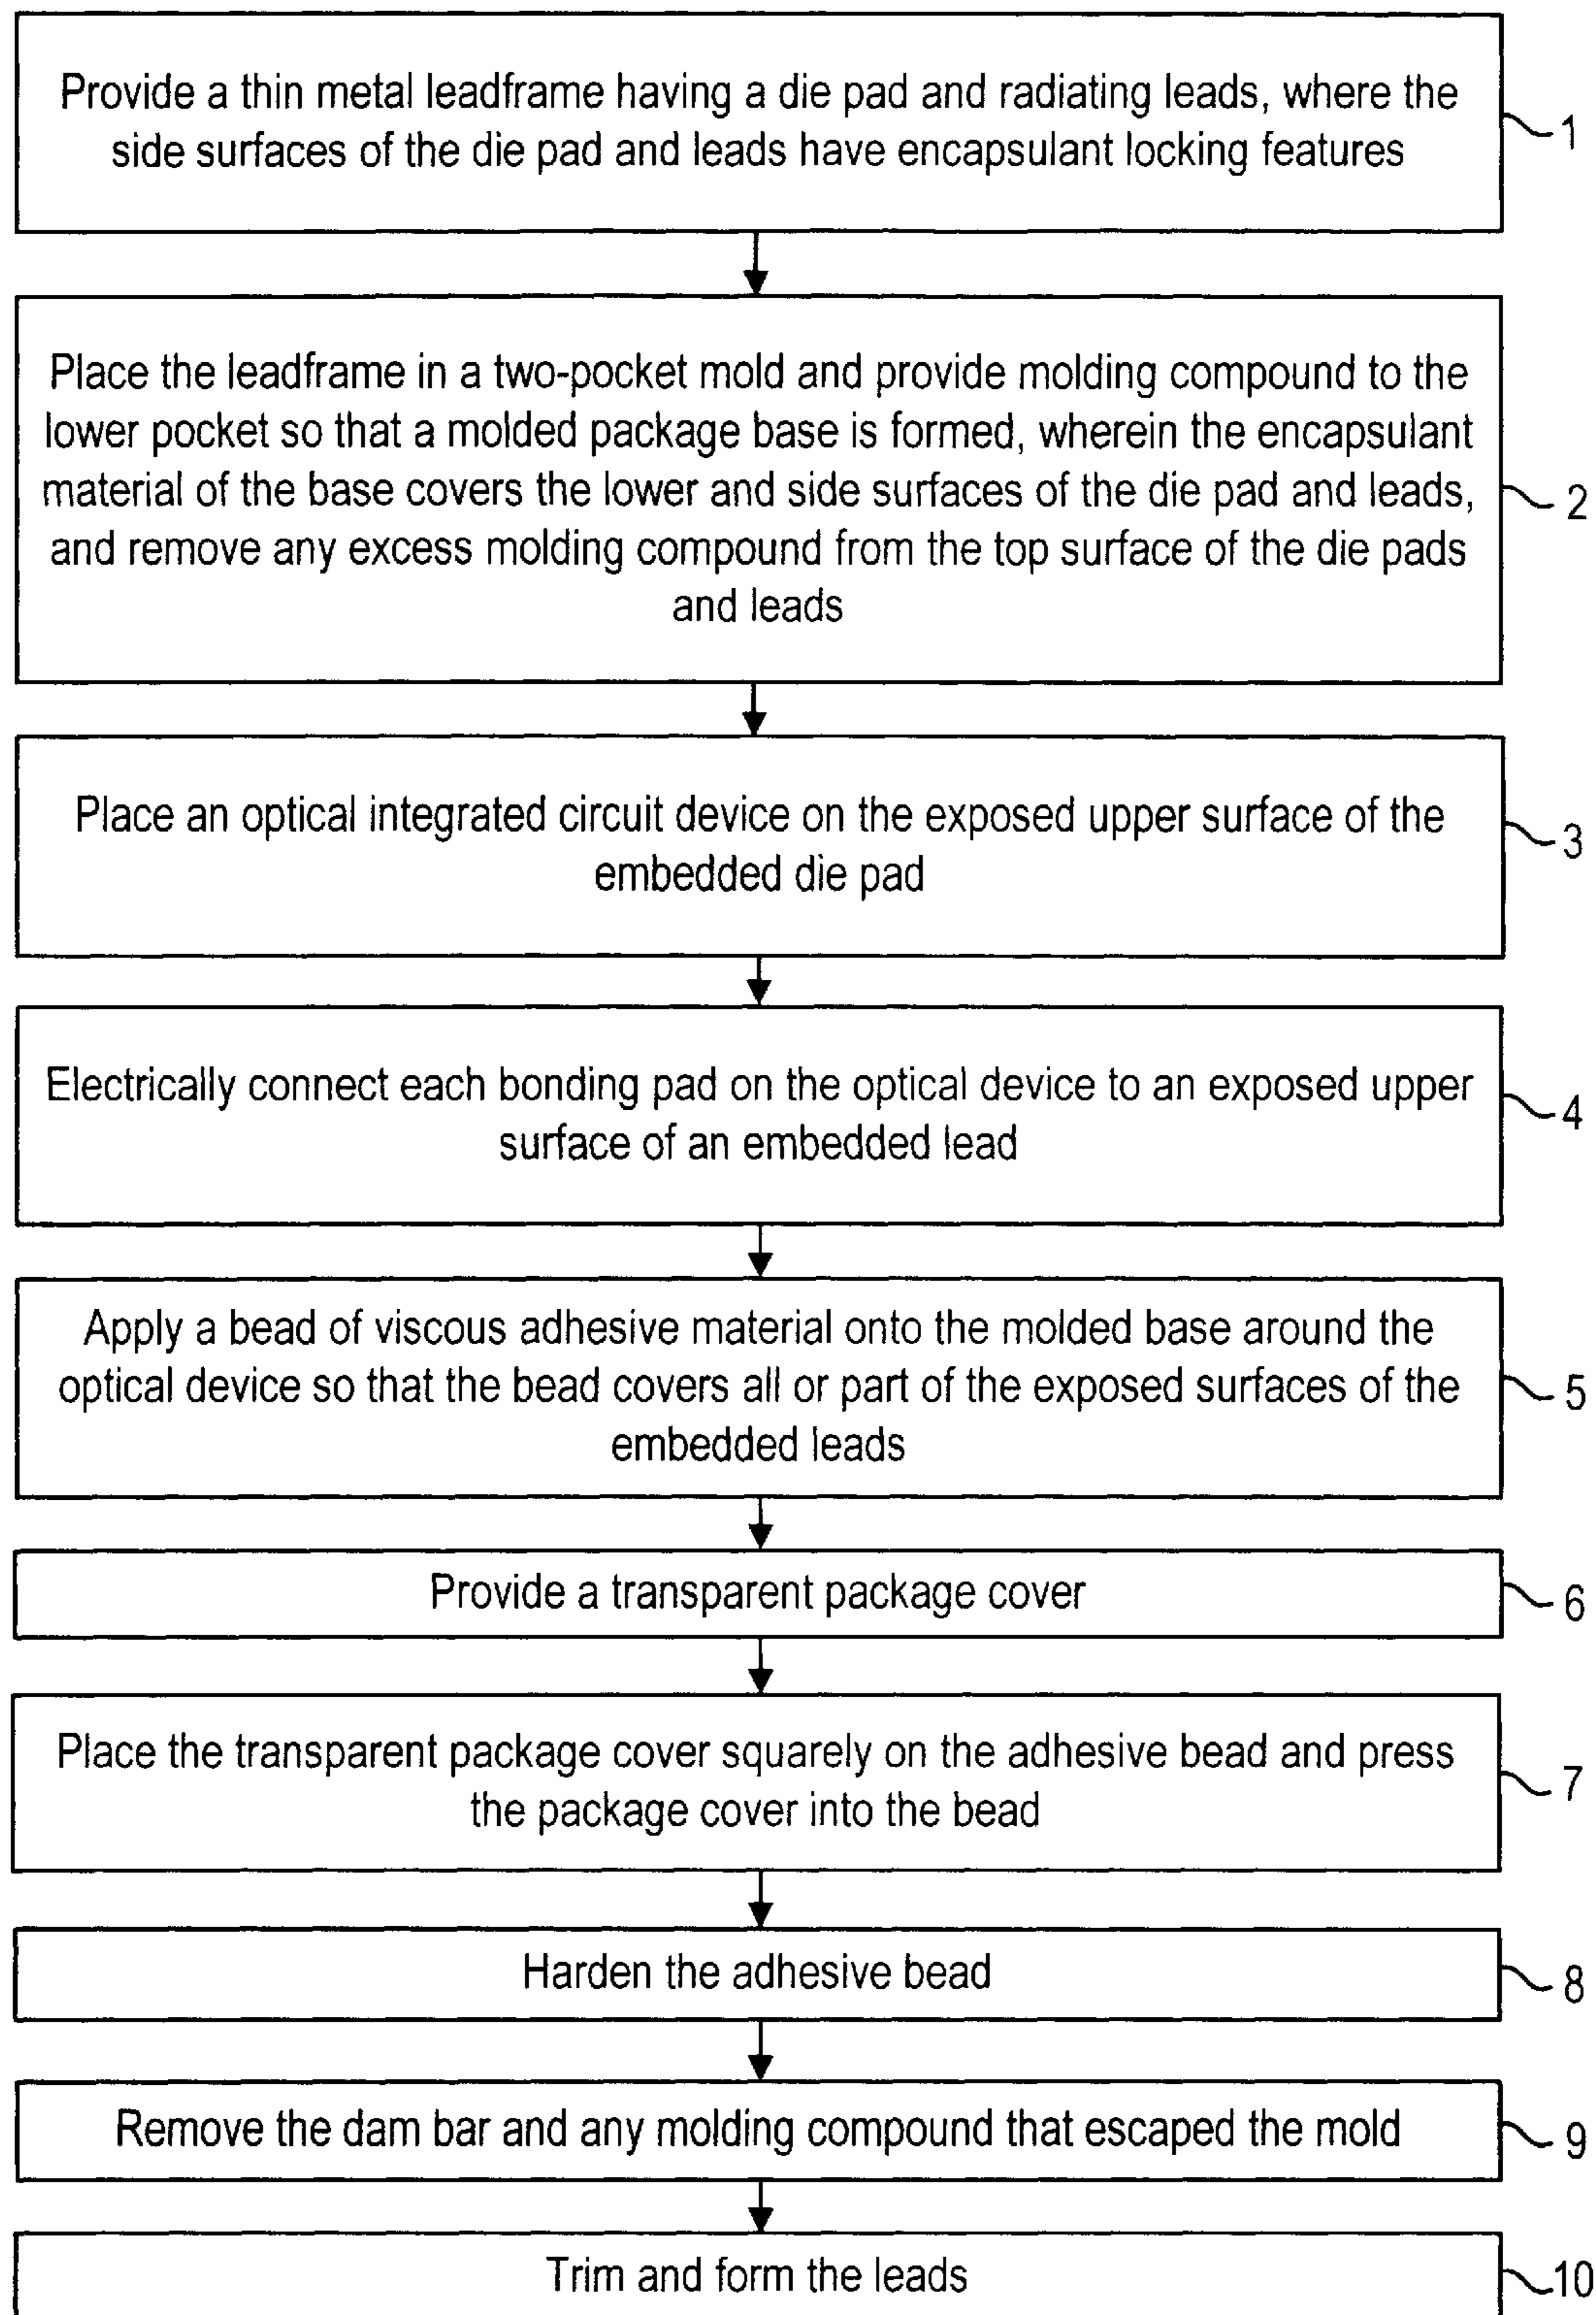 Provide a thin metal leadframe having a die pad and radiating leads, where the
side surfaces of the die pad and leads have encapsulant locking features
1
Place the leadframe in a two-pocket mold and provide molding compound to the
lower pocket so that a molded package base is formed, wherein the encapsulant
material of the base covers the lower and side surfaces of the die pad and leads,
and remove any excess molding compound from the top surface of the die pads
and leads
2
Place an optical integrated circuit device on the exposed upper surface of the
embedded die pad
3
Electrically connect each bonding pad on the optical device to an exposed upper
surface of an embedded lead
4
Apply a bead of viscous adhesive material onto the molded base around the
optical device so that the bead covers all or part of the exposed surfaces of the
embedded leads
5
Provide a transparent package cover
6
Place the transparent package cover squarely on the adhesive bead and press
the package cover into the bead
7
Harden the adhesive bead
8
Remove the dam bar and any molding compound that escaped the mold
9
Trim and form the leads
10